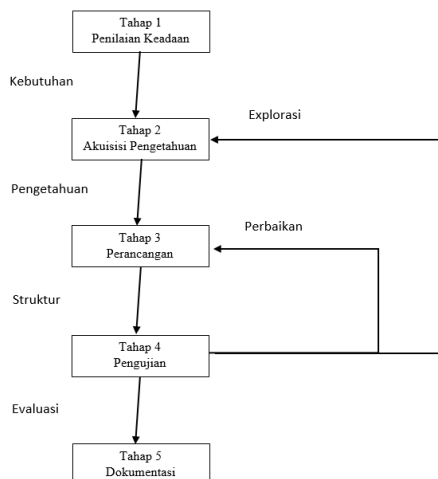 Tahap 1
Penilaian Keadaan
Kebutuhan
Explorasi
Tahap 2
Akuisisi Pengetahuan
Pengetahuan
Perbaikan
Tahap 3
Perancangan
Struktur
Tahap 4
Pengujian
Evaluasi
Tahap 5
Dokumentasi